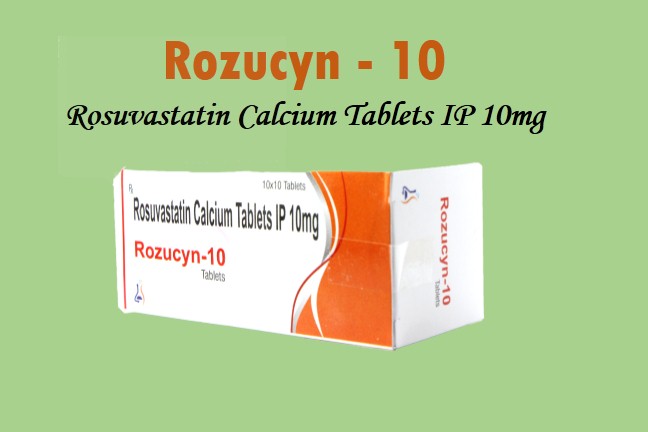 Rozucyn - 10
Rosuvastatin Calcium Tablets IP 10mg
Rx
10x10 Tablets
Rosuvastatin Calcium Tablets IP 10mg
Rozucyn-10
Tablets
Rozucyn-10
Tablets